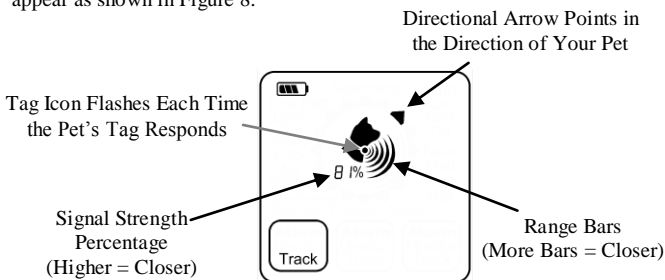 appear as shown in Figure 8.
Directional Arrow Points in
the Direction of Your Pet
Tag Icon Flashes Each Time
the Pet's Tag Responds
81%
Signal Strength
Percentage
(Higher = Closer)
Range Bars
(More Bars = Closer)
Track